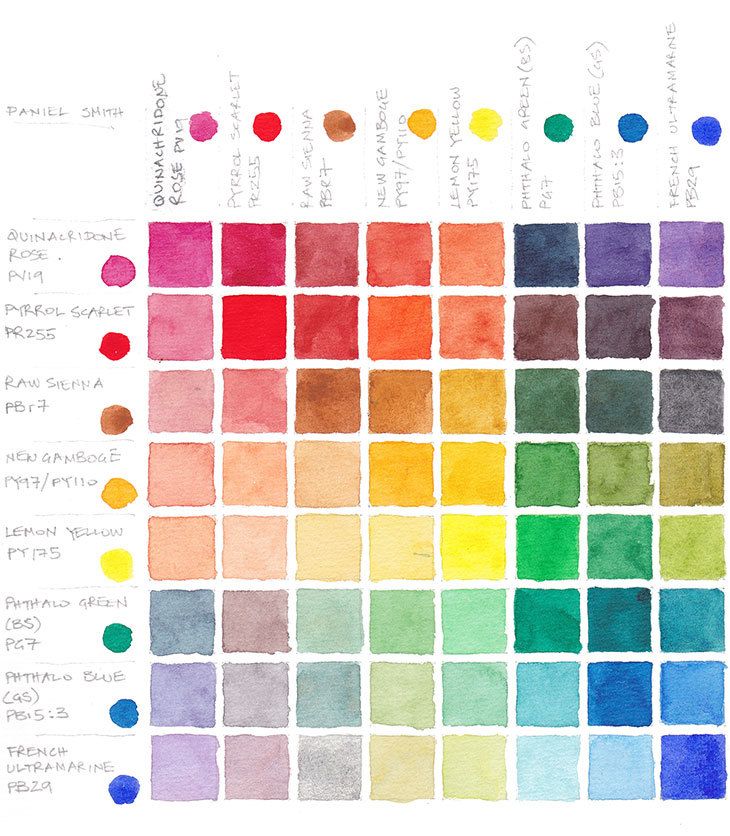 DANIEL SMITH
QUINACHRIDONE
ROSE PV19
PYRROL SCARLET
PR255
RAW SIENNA
PBR7
NEW GAMBOGE
PY97/PY110
LEMON YELLOW
PY175
PHTHALO GREEN (BS)
PG7
PHTHALO BLUE (GS)
PB15:3
FRENCH ULTRAMARINE
PB29
QUINACRIDONE
ROSE.
PV19
PYRROL SCARLET
PR255
RAW SIENNA
PBr7
NEW GAMBOGE
PY97/PY110
LEMON YELLOW
PY175
PHTHALO GREEN
(BS)
PG7
PHTHALO BLUE
(GS)
PB15:3
FRENCH
ULTRAMARINE
PB29